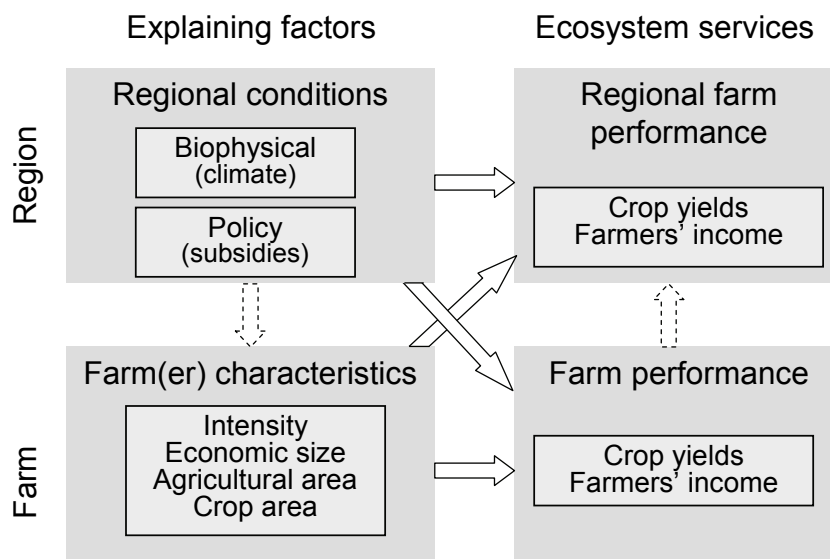 Explaining factors
Ecosystem services
Region
Regional conditions
Biophysical
(climate)
Policy
(subsidies)
Regional farm
performance
Crop yields
Farmers’ income
Farm
Farm(er) characteristics
Intensity
Economic size
Agricultural area
Crop area
Farm performance
Crop yields
Farmers’ income